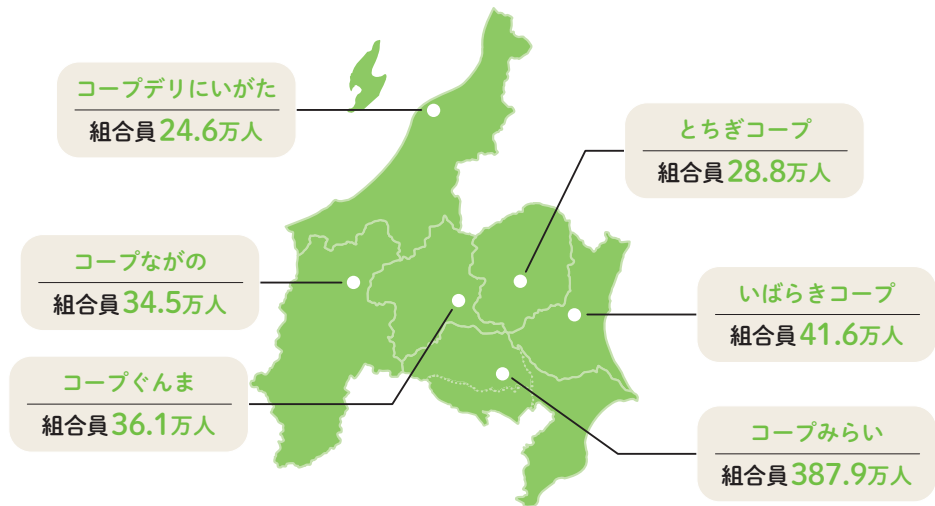 コープデリにいがた
組合員24.6万人
とちぎコープ
組合員28.8万人
コープながの
組合員34.5万人
いばらきコープ
組合員41.6万人
コープぐんま
組合員36.1万人
コープみらい
組合員387.9万人